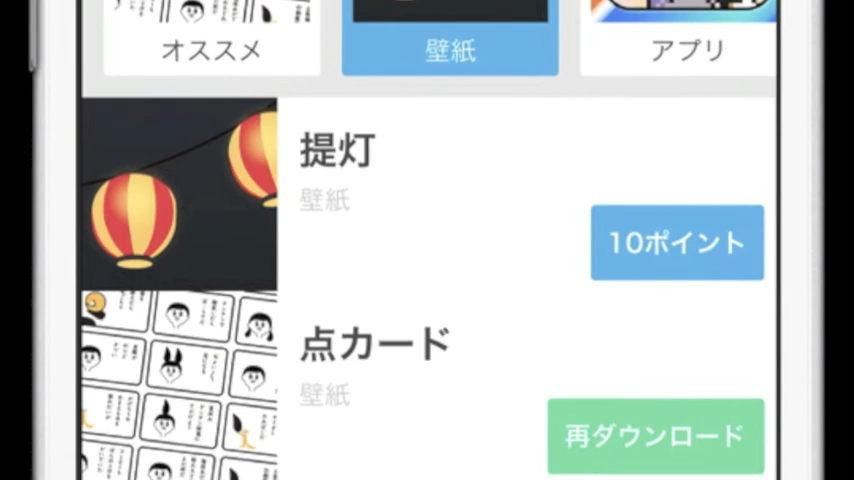 オススメ
壁紙
アプリ
提灯
壁紙
10ポイント
点カード
壁紙
再ダウンロード